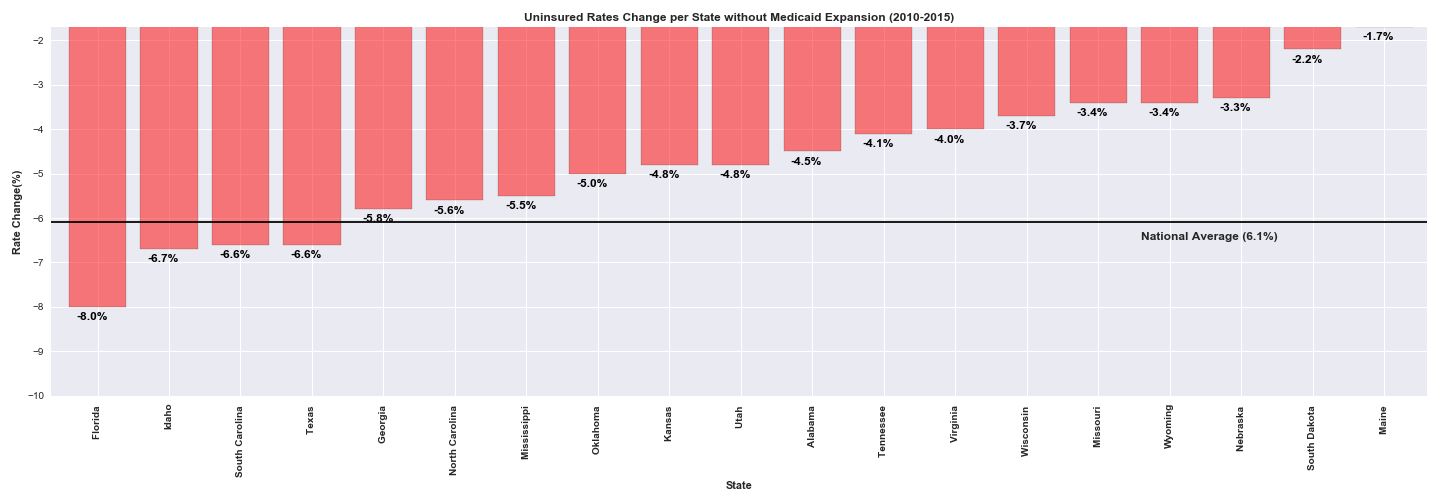 Uninsured Rates Change per State without Medicaid Expansion (2010-2015)
Rate Change(%)
−2
−3
−4
−5
−6
−7
−8
−9
−10
-8.0%
-6.7%
-6.6%
-6.6%
-5.8%
-5.6%
-5.5%
-5.0%
-4.8%
-4.8%
-4.5%
-4.1%
-4.0%
-3.7%
-3.4%
-3.4%
-3.3%
-2.2%
-1.7%
National Average (6.1%)
Florida
Idaho
South Carolina
Texas
Georgia
North Carolina
Mississippi
Oklahoma
Kansas
Utah
Alabama
Tennessee
Virginia
Wisconsin
Missouri
Wyoming
Nebraska
South Dakota
Maine
State